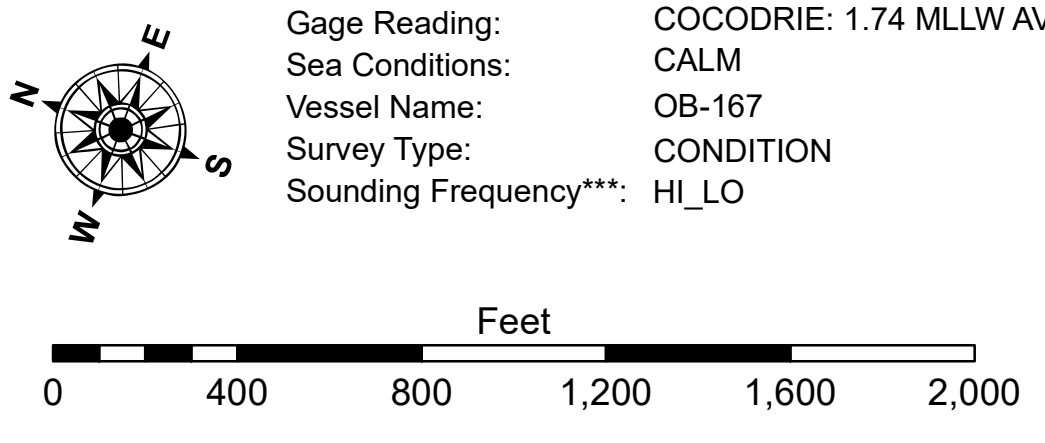 N E S W
Gage Reading: COCODRIE: 1.74 MLLW AV
Sea Conditions: CALM
Vessel Name: OB-167
Survey Type: CONDITION
Sounding Frequency***: HI_LO
Feet
0 400 800 1,200 1,600 2,000